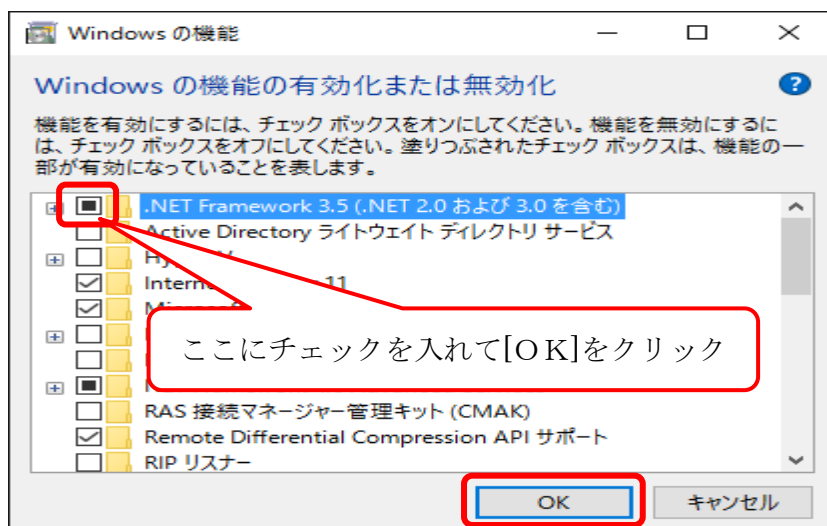 Windows の機能
Windows の機能の有効化または無効化
機能を有効にするには、チェック ボックスをオンにしてください。機能を無効にするに
は、チェック ボックスをオフにしてください。塗りつぶされたチェック ボックスは、機能の一
部が有効になっていることを表します。
.NET Framework 3.5 (.NET 2.0 および 3.0 を含む)
Active Directory ライトウェイト ディレクトリ サービス
11
ここにチェックを入れて[OK]をクリック
RAS 接続マネージャー管理キット (CMAK)
Remote Differential Compression API サポート
RIP リスナー
OK
キャンセル